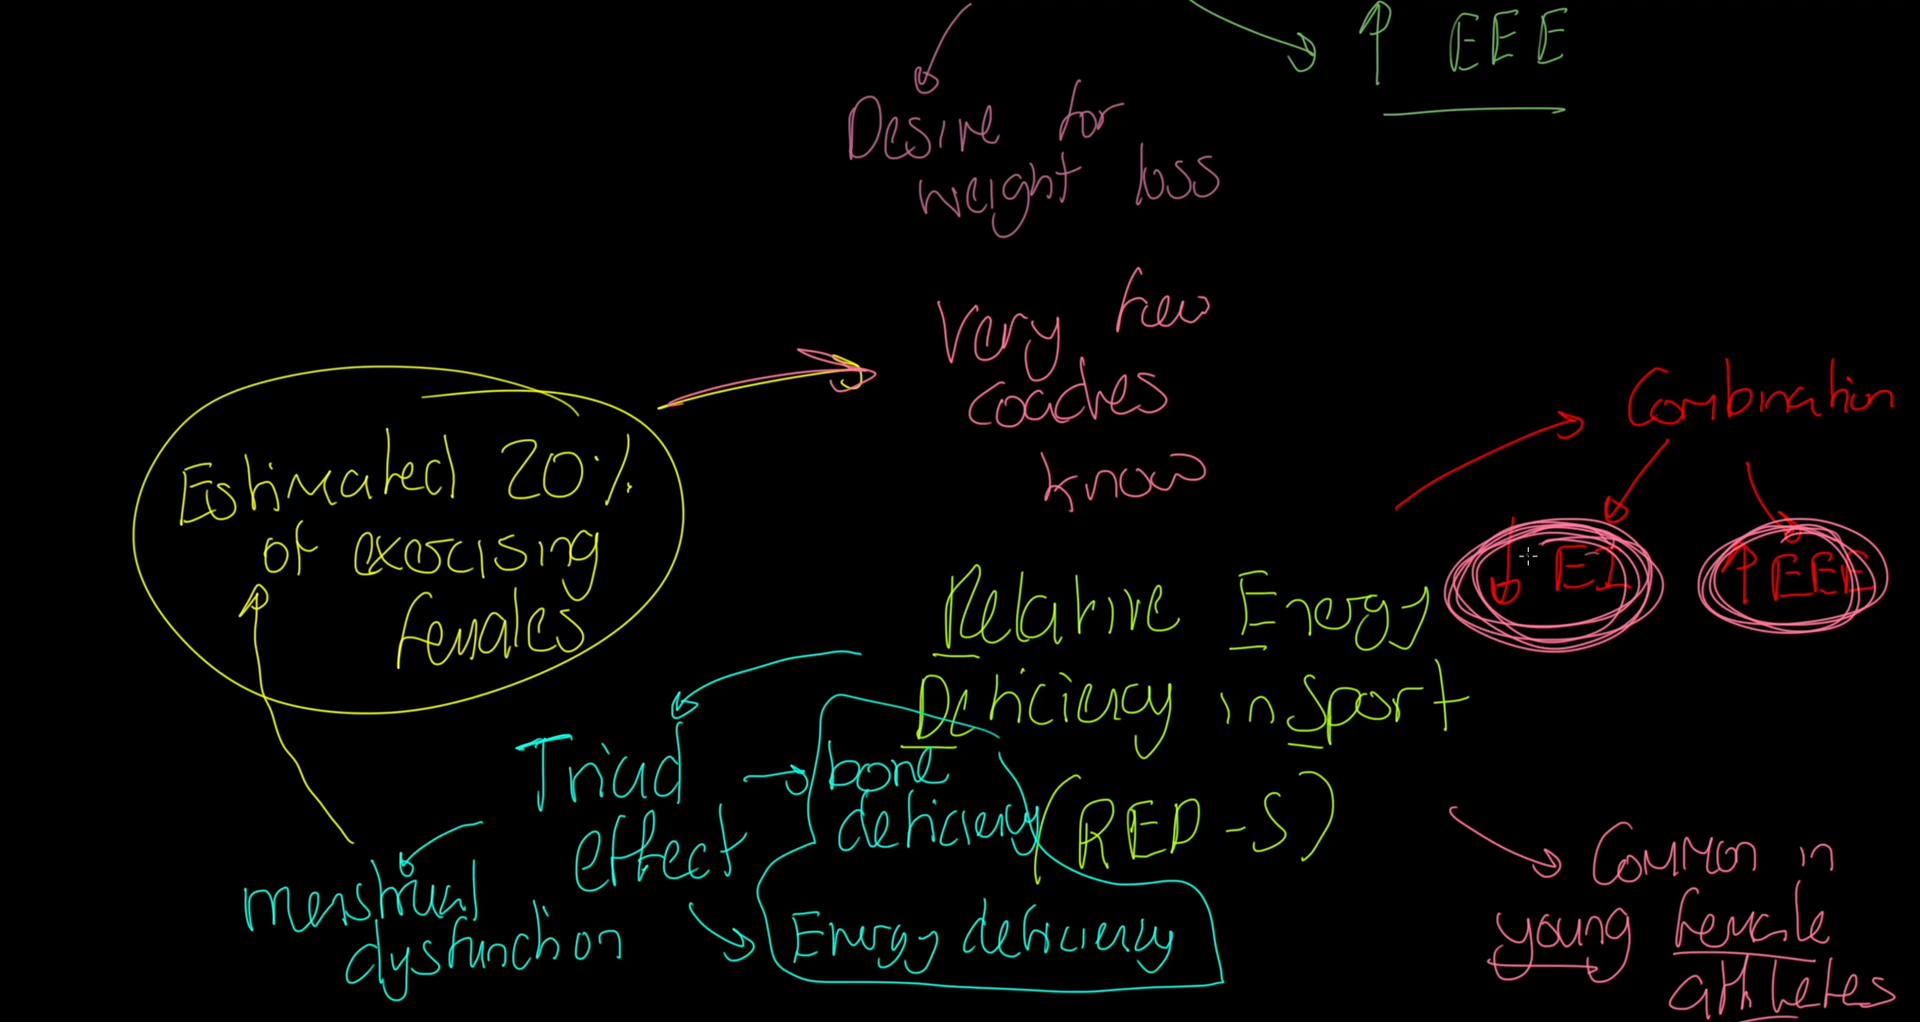 ↑ EEE
Desire for
weight loss
Very few
coaches
know
Combination
↓ EI
↑ EEE
Estimated 20%
of exercising
females
Relative Energy
Deficiency in Sport
(RED-S)
Triad
effect
bone
deficiency
Energy deficiency
menstrual
dysfunction
Common in
young female
athletes